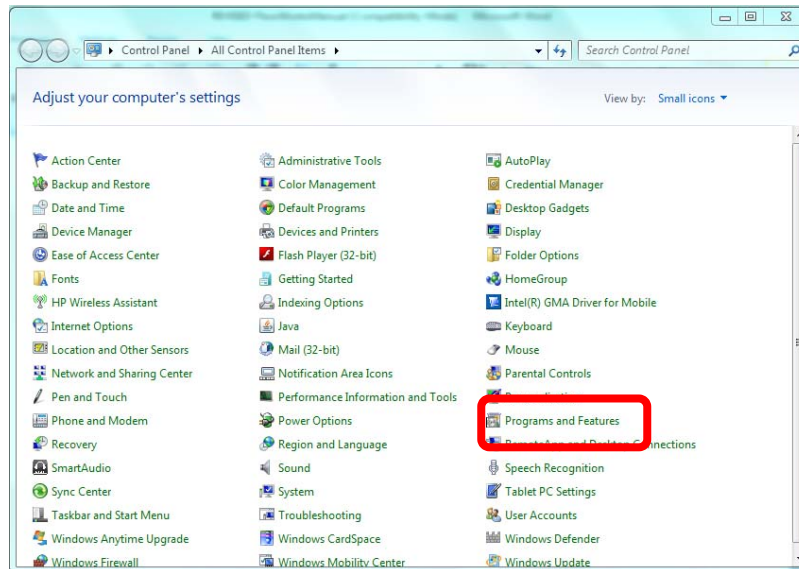 Control Panel All Control Panel Items Search Control Panel
Adjust your computer's settings View by: Small icons
Action Center Administrative Tools AutoPlay
Backup and Restore Color Management Credential Manager
Date and Time Default Programs Desktop Gadgets
Device Manager Devices and Printers Display
Ease of Access Center Flash Player (32-bit) Folder Options
Fonts Getting Started HomeGroup
HP Wireless Assistant Indexing Options Intel(R) GMA Driver for Mobile
Internet Options Java Keyboard
Location and Other Sensors Mail (32-bit) Mouse
Network and Sharing Center Notification Area Icons Parental Controls
Pen and Touch Performance Information and Tools
Phone and Modem Power Options Programs and Features
Recovery Region and Language RemoteApp and Desktop Connections
SmartAudio Sound Speech Recognition
Sync Center System Tablet PC Settings
Taskbar and Start Menu Troubleshooting User Accounts
Windows Anytime Upgrade Windows CardSpace Windows Defender
Windows Firewall Windows Mobility Center Windows Update